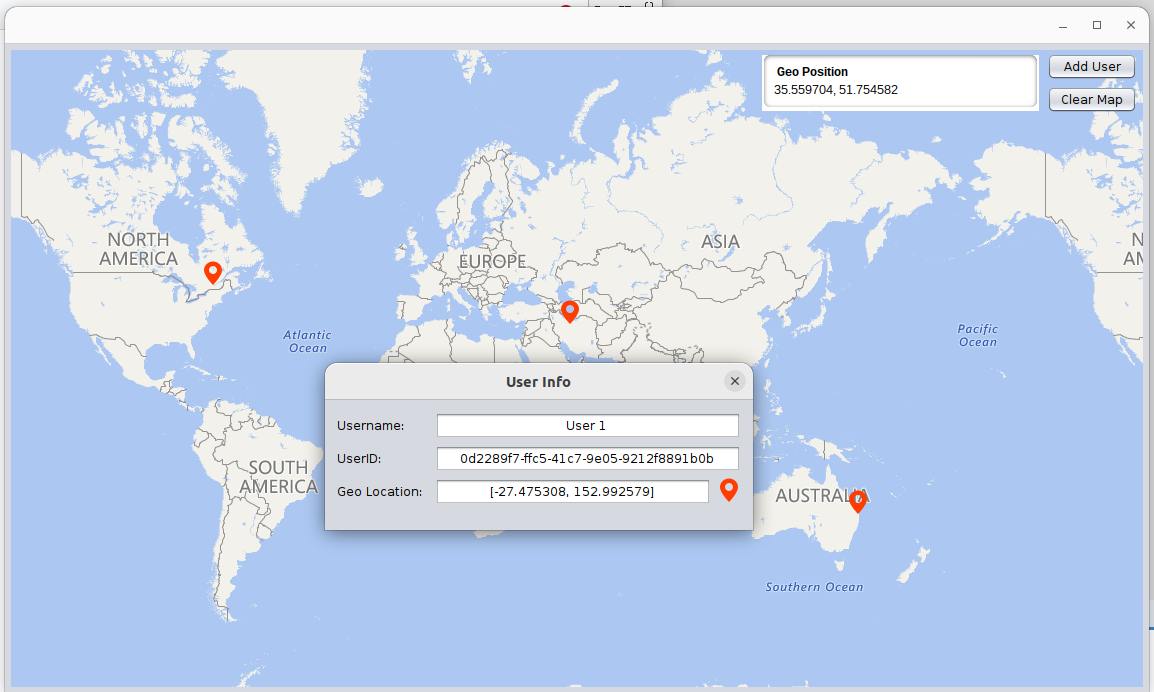 Geo Position
35.559704, 51.754582
Add User
Clear Map
NORTH
AMERICA
EUROPE
ASIA
N
AM
Atlantic
Ocean
Pacific
Ocean
User Info
Username:
User 1
UserID:
0d2289f7-ffc5-41c7-9e05-9212f8891b0b
Geo Location:
[-27.475308, 152.992579]
SOUTH
AMERICA
AUSTRALIA
Southern Ocean